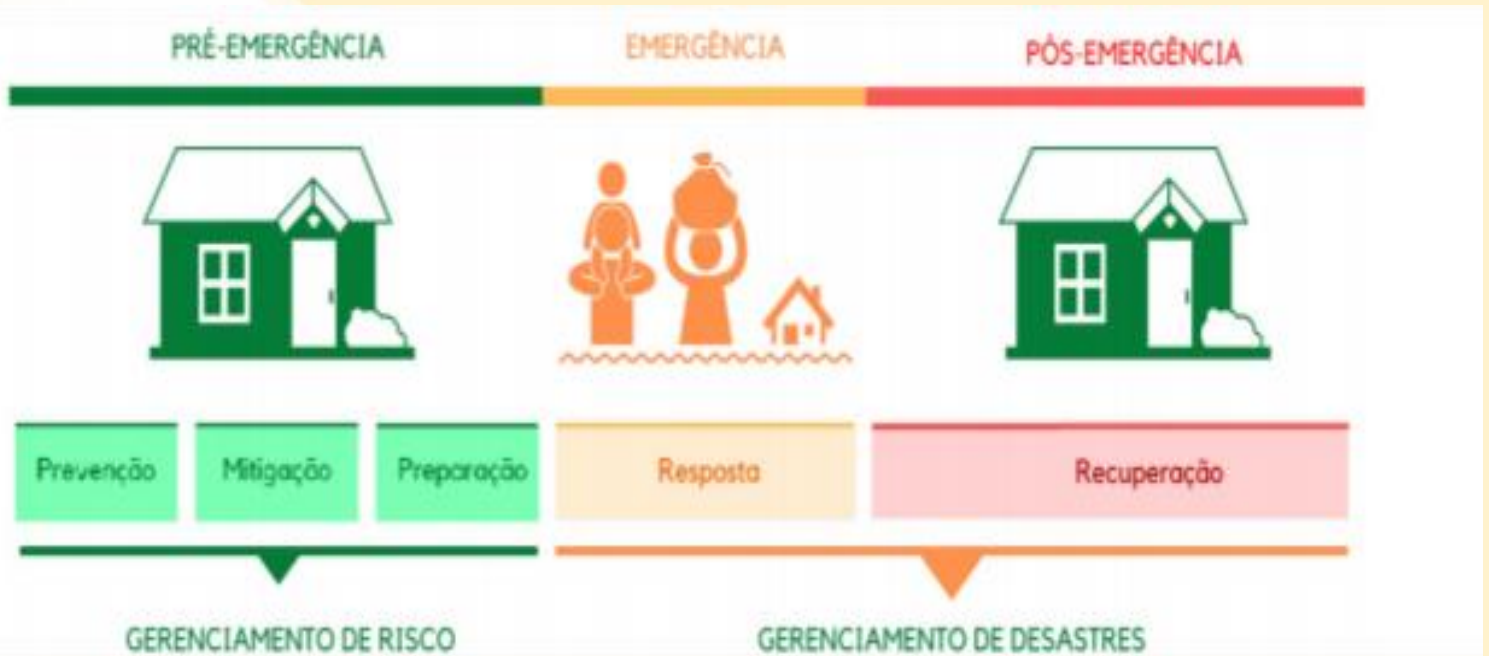 PRÉ-EMERGÊNCIA EMERGÊNCIA PÓS-EMERGÊNCIA
Prevenção Mitigação Preparação Resposta Recuperação
GERENCIAMENTO DE RISCO GERENCIAMENTO DE DESASTRES